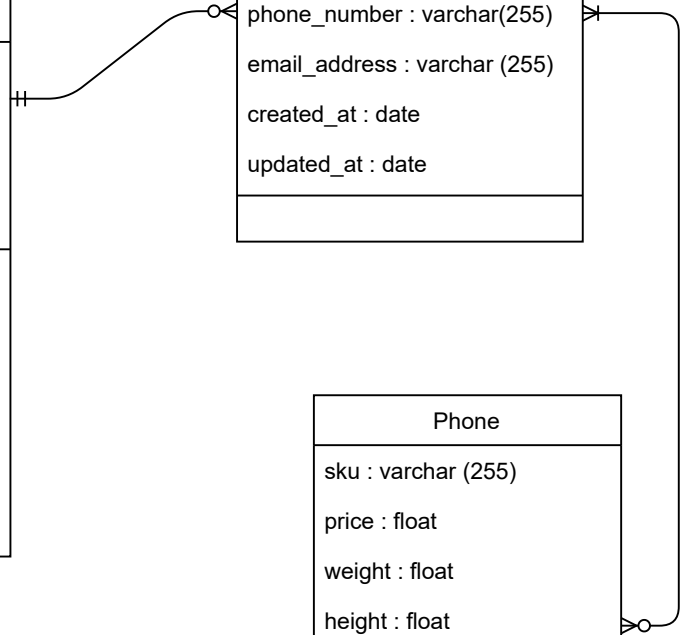 phone_number : varchar(255)
email_address : varchar (255)
created_at : date
updated_at : date
Phone
sku : varchar (255)
price : float
weight : float
height : float